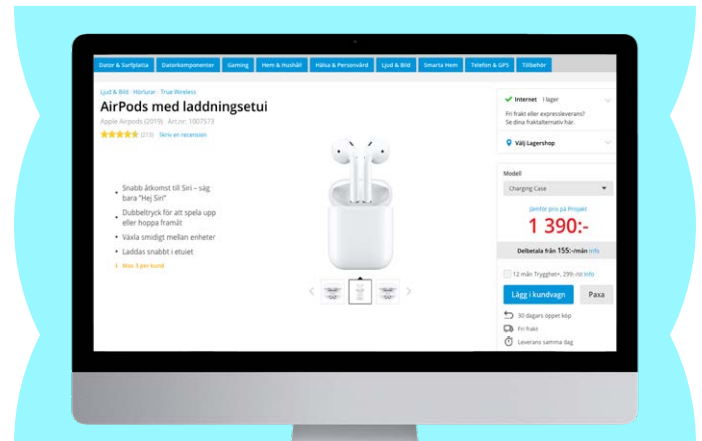 Dator & Surfplatta Datorkomponenter Gaming Hem & Hushåll Hälsa & Personvård Ljud & Bild Smarta Hem Telefon & GPS Tillbehör
Ljud & Bild · Hörlurar · True Wireless
AirPods med laddningsetui
Apple Airpods (2019) Art.nr: 1007573
(213) Skriv en recension
Snabb åtkomst till Siri – säg
bara "Hej Siri"
Dubbeltryck för att spela upp
eller hoppa framåt
Växla smidigt mellan enheter
Laddas snabbt i etuiet
Max 3 per kund
Internet I lager
Fri frakt eller expressleverans?
Se dina fraktalternativ här.
Välj Lagershop
Modell
Charging Case
Jämför pris på Prisjakt
1 390:-
Delbetala från 155:-/mån Info
12 mån Trygghet+, 299:-/st Info
Lägg i kundvagn Paxa
30 dagars öppet köp
Fri frakt
Leverans samma dag